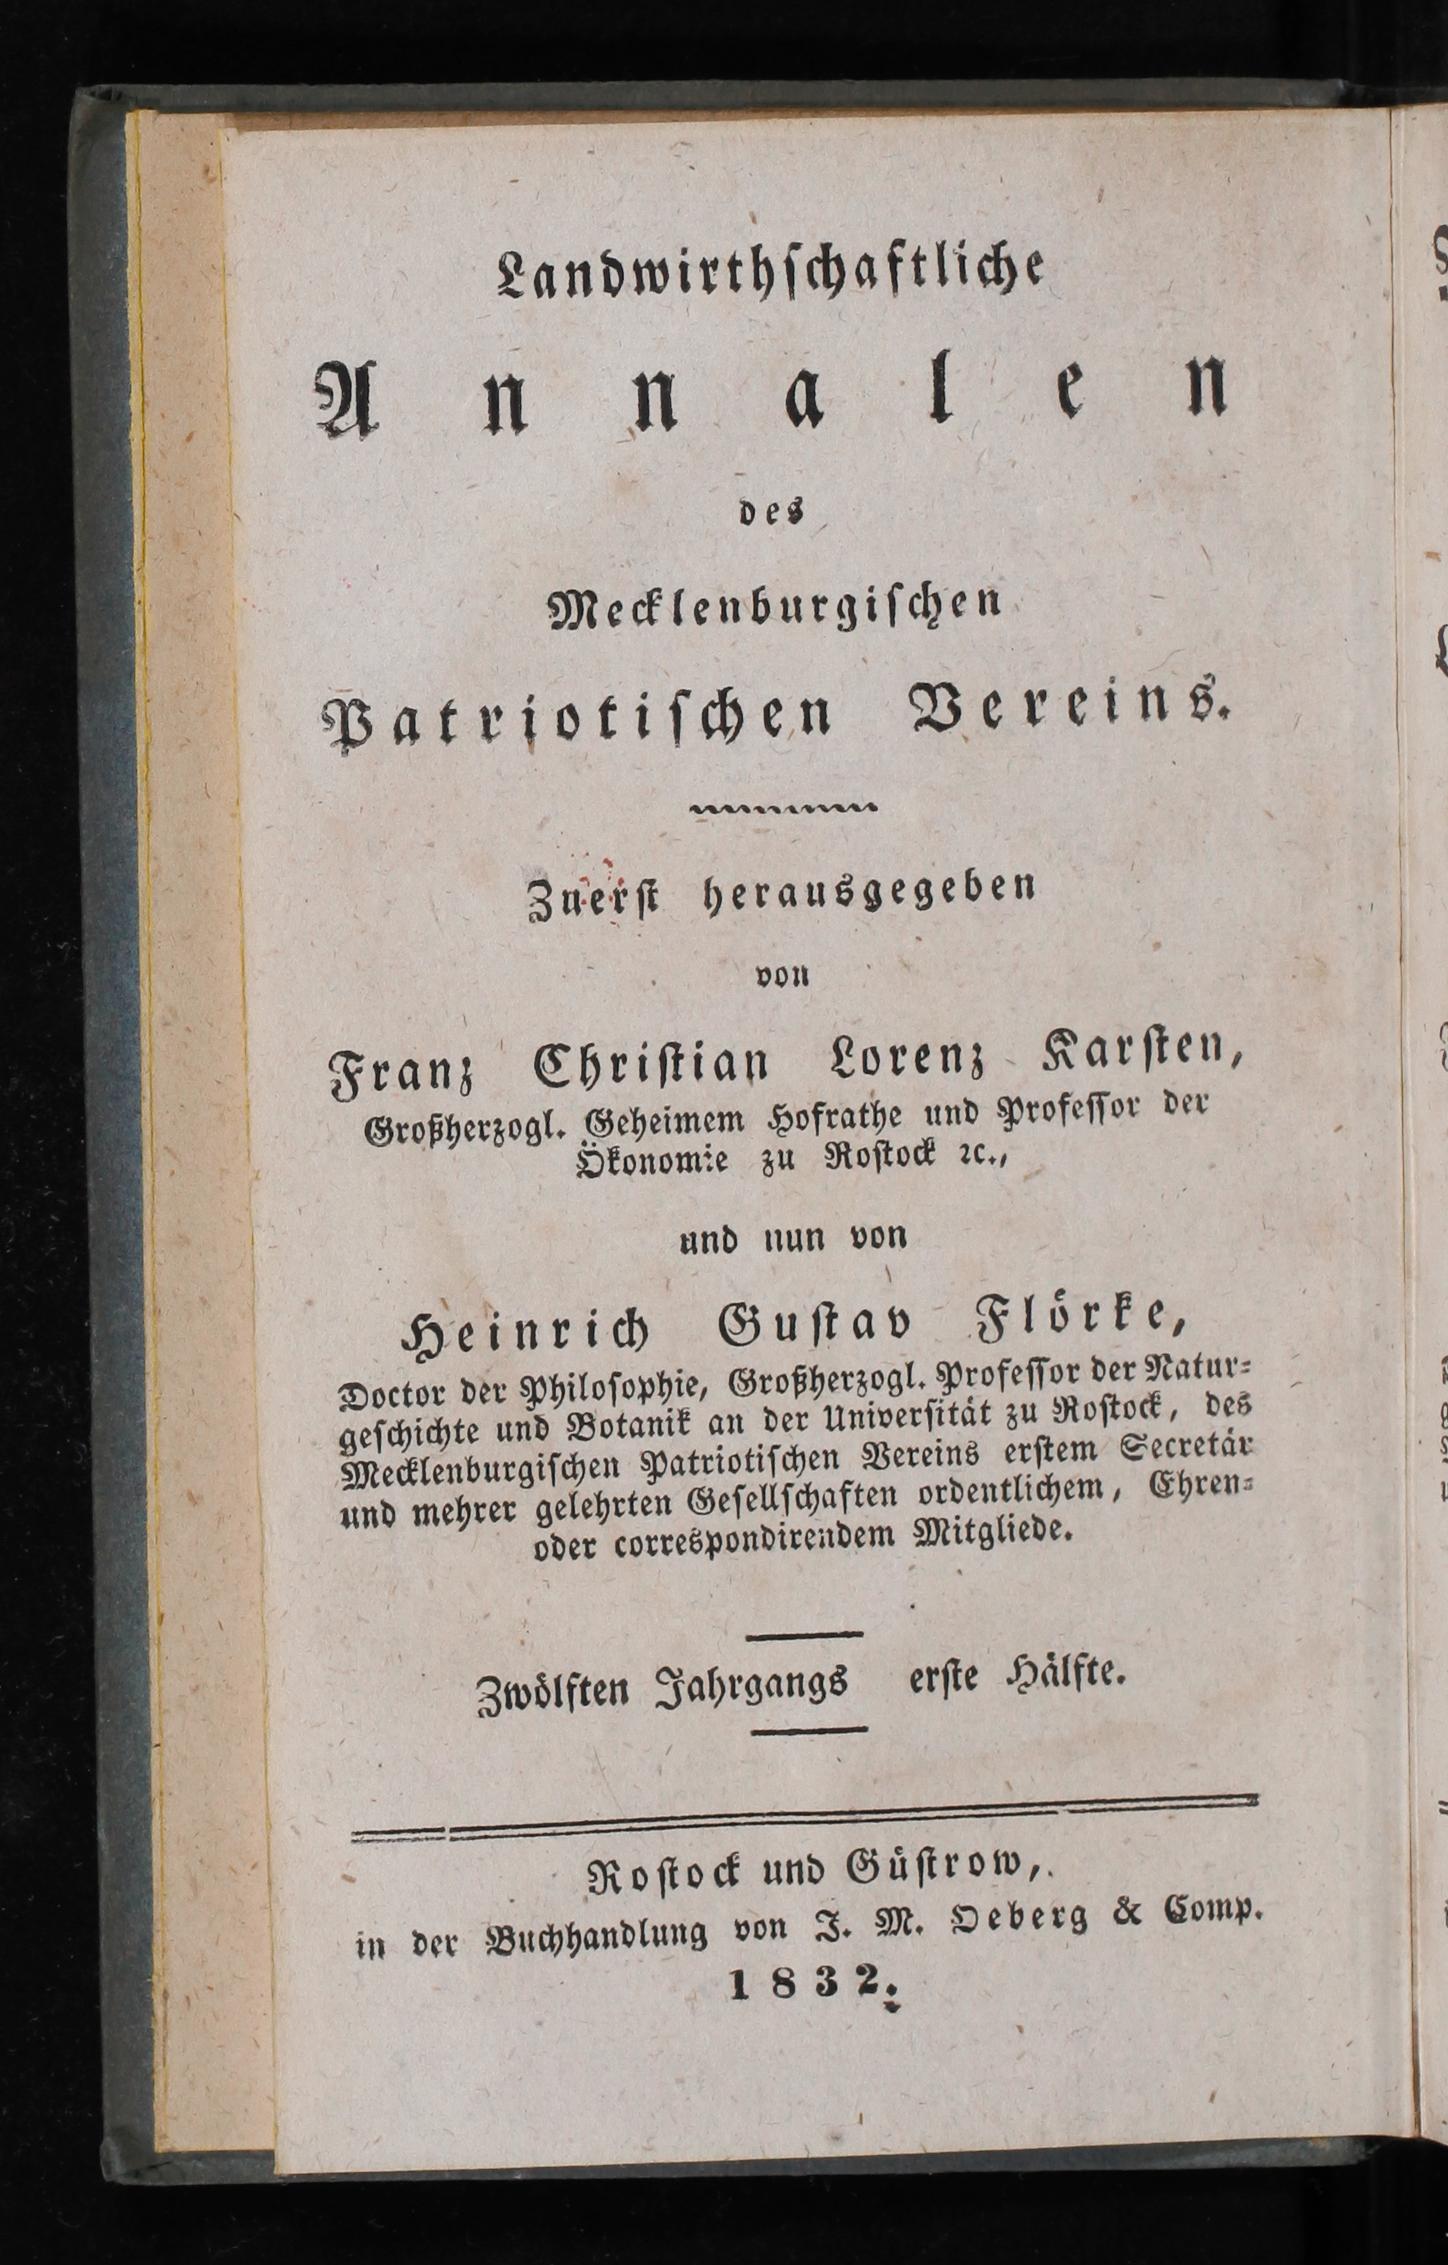 Landwirthſchaftliche
Annalen
des
Mecklenburgiſchen
Patriotiſchen Vereins.
Zuerſt herausgegeben
von
Franz Chriſtian Lorenz Karſten,
Großherzogl. Geheimem Hofrathe und Profeſſor der
Ökonomie zu Roſtock ꝛc.,
und nun von
Heinrich Guſtav Flörke,
Doctor der Philoſophie, Großherzogl. Profeſſor der Natur-
geſchichte und Botanik an der Univerſität zu Roſtock, des
Mecklenburgiſchen Patriotiſchen Vereins erſtem Secretär
und mehrer gelehrten Geſellſchaften ordentlichem, Ehren-
oder correspondirendem Mitgliede.
Zwölften Jahrgangs erſte Hälfte.
Roſtock und Güſtrow,
in der Buchhandlung von J. M. Oeberg & Comp.
1832.